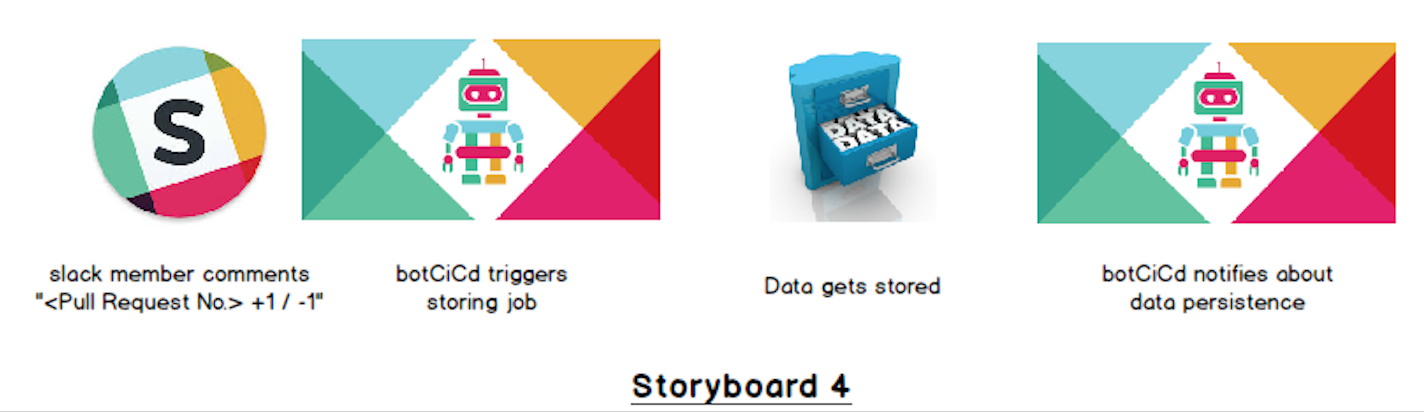 S
DATA
DATA
slack member comments
"<Pull Request No.> +1 / -1"
botCiCd triggers
storing job
Data gets stored
botCiCd notifies about
data persistence
Storyboard 4